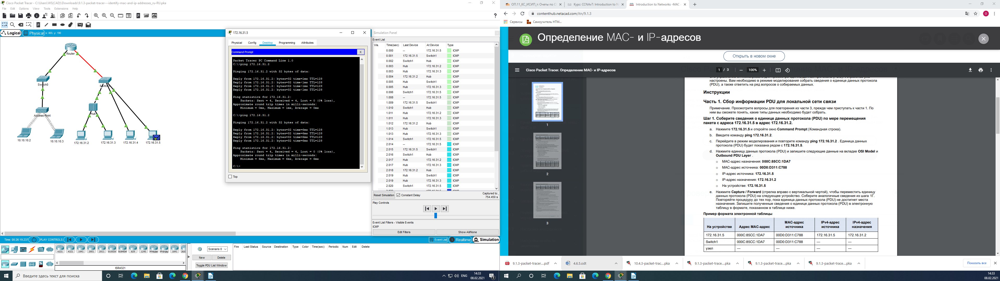 Cisco Packet Tracer - C:\Users\WS(CAD)\Downloads\9.1.3-packet-tracer---identify-mac-and-ip-addresses_ru-RU.pka
File Edit Options View Tools Extensions Help
Logical Physical x: 803, y: 190
Router
Switch0
Access Point
Hub
10.10.10.2
10.10.10.3
172.16.31.2
172.16.31.3
172.16.31.4
172.16.31.5
172.16.31.5
Physical Config Desktop Programming Attributes
Command Prompt X
Packet Tracer PC Command Line 1.0
C:\>ping 172.16.31.2
Pinging 172.16.31.2 with 32 bytes of data:
Reply from 172.16.31.2: bytes=32 time=1ms TTL=128
Reply from 172.16.31.2: bytes=32 time<1ms TTL=128
Reply from 172.16.31.2: bytes=32 time<1ms TTL=128
Reply from 172.16.31.2: bytes=32 time<1ms TTL=128
Ping statistics for 172.16.31.2:
Packets: Sent = 4, Received = 4, Lost = 0 (0% loss),
Approximate round trip times in milli-seconds:
Minimum = 0ms, Maximum = 1ms, Average = 0ms
C:\>ping 172.16.31.2
Pinging 172.16.31.2 with 32 bytes of data:
Reply from 172.16.31.2: bytes=32 time=6ms TTL=128
Reply from 172.16.31.2: bytes=32 time=6ms TTL=128
Reply from 172.16.31.2: bytes=32 time=6ms TTL=128
Reply from 172.16.31.2: bytes=32 time=6ms TTL=128
Ping statistics for 172.16.31.2:
Packets: Sent = 4, Received = 4, Lost = 0 (0% loss),
Approximate round trip times in milli-seconds:
Minimum = 6ms, Maximum = 6ms, Average = 6ms
C:\>
Top
Simulation Panel
Event List
Vis. Time(sec) Last Device At Device Type
0.000 -- 172.16.31.5 ICMP
0.001 172.16.31.5 Switch1 ICMP
0.002 Switch1 Hub ICMP
0.003 Hub 172.16.31.2 ICMP
0.003 Hub 172.16.31.3 ICMP
0.004 172.16.31.2 Hub ICMP
0.005 Hub Switch1 ICMP
0.005 Hub 172.16.31.3 ICMP
0.006 Switch1 172.16.31.5 ICMP
1.008 -- 172.16.31.5 ICMP
1.009 172.16.31.5 Switch1 ICMP
1.010 Switch1 Hub ICMP
1.011 Hub 172.16.31.2 ICMP
1.011 Hub 172.16.31.3 ICMP
1.012 172.16.31.2 Hub ICMP
1.013 Hub Switch1 ICMP
1.013 Hub 172.16.31.3 ICMP
1.014 Switch1 172.16.31.5 ICMP
2.014 -- 172.16.31.5 ICMP
2.015 172.16.31.5 Switch1 ICMP
2.016 Switch1 Hub ICMP
2.017 Hub 172.16.31.2 ICMP
2.017 Hub 172.16.31.3 ICMP
2.018 172.16.31.2 Hub ICMP
2.019 Hub Switch1 ICMP
2.019 Hub 172.16.31.3 ICMP
2.020 Switch1 172.16.31.5 ICMP
Reset Simulation Constant Delay Captured to:
754.450 s
Play Controls
Event List Filters - Visible Events
ICMP
Edit Filters Show All/None
Time: 00:26:19.237 PLAY CONTROLS: Event List Realtime Simulation
4331 4321 1941 2901 2911 819IOX 819HGW 829 1240 PT-Router PT-Empty 1841
ISR4321
Scenario 0
New Delete
Toggle PDU List Window
Fire Last Status Source Destination Type Color Time(sec) Periodic Num Edit Delete
Введите здесь текст для поиска
ENG 14:33
08.02.2021
ОП.11_КС_ИСИП_т: Очеты по С
Курс: CCNAv7: Introduction to N
Introduction to Networks -MAC -
contenthub.netacad.com/itn/9.1.3
Сервисы Самоучитель HTM...
Определение MAC- и IP-адресов
Открыть в новом окне
Cisco Packet Tracer. Определение MAC- и IP-адресов 1 / 3 100%
1
2
3
настроены. Вам необходимо в режиме моделирования собрать сведения о единице данных протокола
(PDU), а также ответить на ряд вопросов о собираемых данных.
Инструкции
Часть 1. Сбор информации PDU для локальной сети связи
Примечание. Просмотрите вопросы для повторения из части 3, прежде чем приступать к части 1. По
ним вы сможете понять, какие типы данных необходимо будет собрать.
Шаг 1. Соберите сведения о единице данных протокола (PDU) по мере перемещения
пакета с адреса 172.16.31.5 в адрес 172.16.31.2.
a. Нажмите 172.16.31.5 и откройте окно Command Prompt (Командная строка).
b. Введите команду ping 172.16.31.2.
c. Перейдите в режим моделирования и повторите команду ping 172.16.31.2 . Единица данных
протокола (PDU) будет показана рядом с 172.16.31.5.
d. Нажмите единицу данных протокола (PDU) и запишите следующие данные на вкладке OSI Model и
Outbound PDU Layer .
o MAC-адрес назначения: 000C:85CC:1DA7
o MAC-адрес источника: 00D0:D311:C788
o IP-адрес источника: 172.16.31.5
o IP-адрес назначения: 172.16.31.2
o На устройстве: 172.16.31.5
e. Нажмите Capture / Forward (стрелка вправо с вертикальной чертой), чтобы переместить единицу
данных протокола (PDU) на следующее устройство. Соберите аналогичные сведения из шага 1Г.
Повторяйте процедуру до тех пор, пока единица данных протокола (PDU) не достигнет места
назначения. Запишите полученные сведения о единице данных протокола (PDU) в электронную
таблицу в формате, показанном в таблице ниже.
Пример формата электронной таблицы
На устройстве Адрес MAC-адрес MAC-адрес источника IPv4-адрес источника IPv4-адрес назначения
172.16.31.5 000C:85CC:1DA7 00D0:D311:C788 172.16.31.5 172.16.31.2
Switch1 000C:85CC:1DA7 00D0:D311:C788 — —
узел — — — —
9.1.3-packet-tracer....pdf 4.6.5.odt 10.4.3-packet-trac....pka 9.1.3-packet-trace....pka 9.1.3-packet-trace....pka 9.1.3-packet-trace....pka Показать все
14:33
08.02.2021